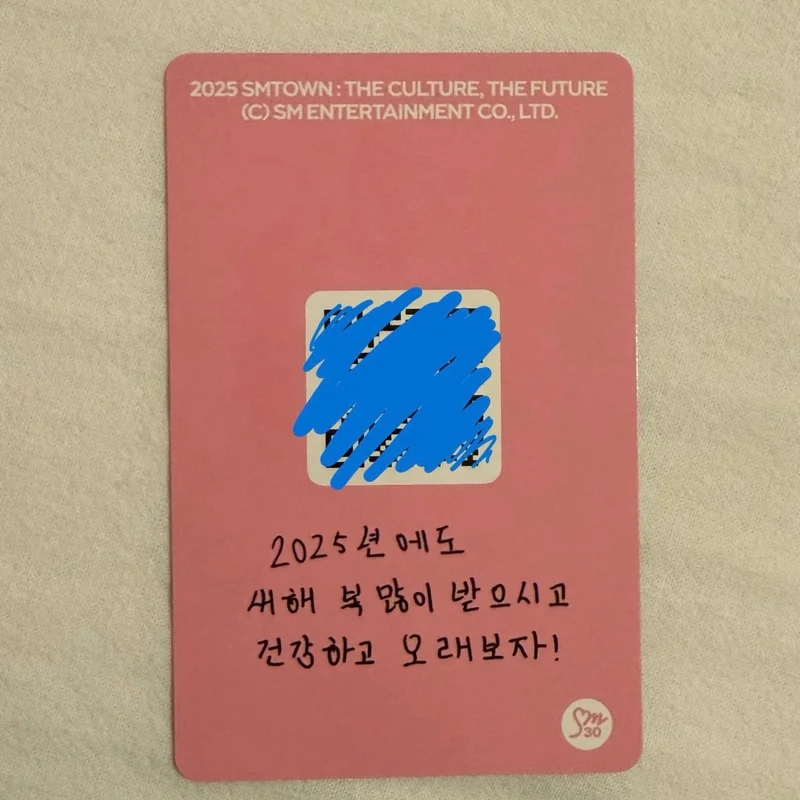 2025 SMTOWN : THE CULTURE, THE FUTURE
(C) SM ENTERTAINMENT CO., LTD.
2025년에도
새해 복 많이 받으시고
건강하고 오래보자!
SM
30